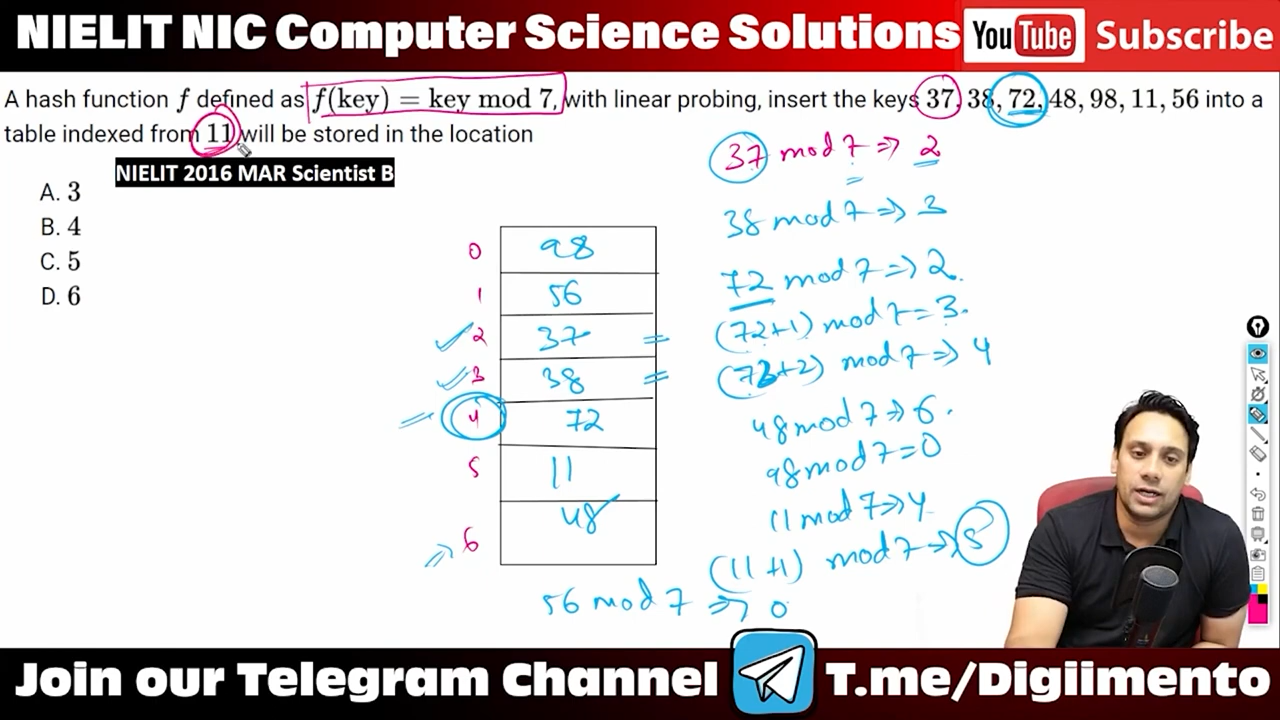 NIELIT NIC Computer Science Solutions YouTube Subscribe
A hash function f defined as f(key) = key mod 7, with linear probing, insert the keys 37, 38, 72, 48, 98, 11, 56 into a
table indexed from 11 will be stored in the location
NIELIT 2016 MAR Scientist B
A. 3
B. 4
C. 5
D. 6
0 98
1 56
2 37 =
3 38 =
4 72
5 11
6 48
37 mod 7 => 2
38 mod 7 => 3
72 mod 7 => 2.
(72+1) mod 7 = 3.
(72+2) mod 7 => 4
48 mod 7 => 6.
98 mod 7 = 0
11 mod 7 => 4
(11+1) mod 7 => 5
56 mod 7 => 0
Join our Telegram Channel T.me/Digiimento